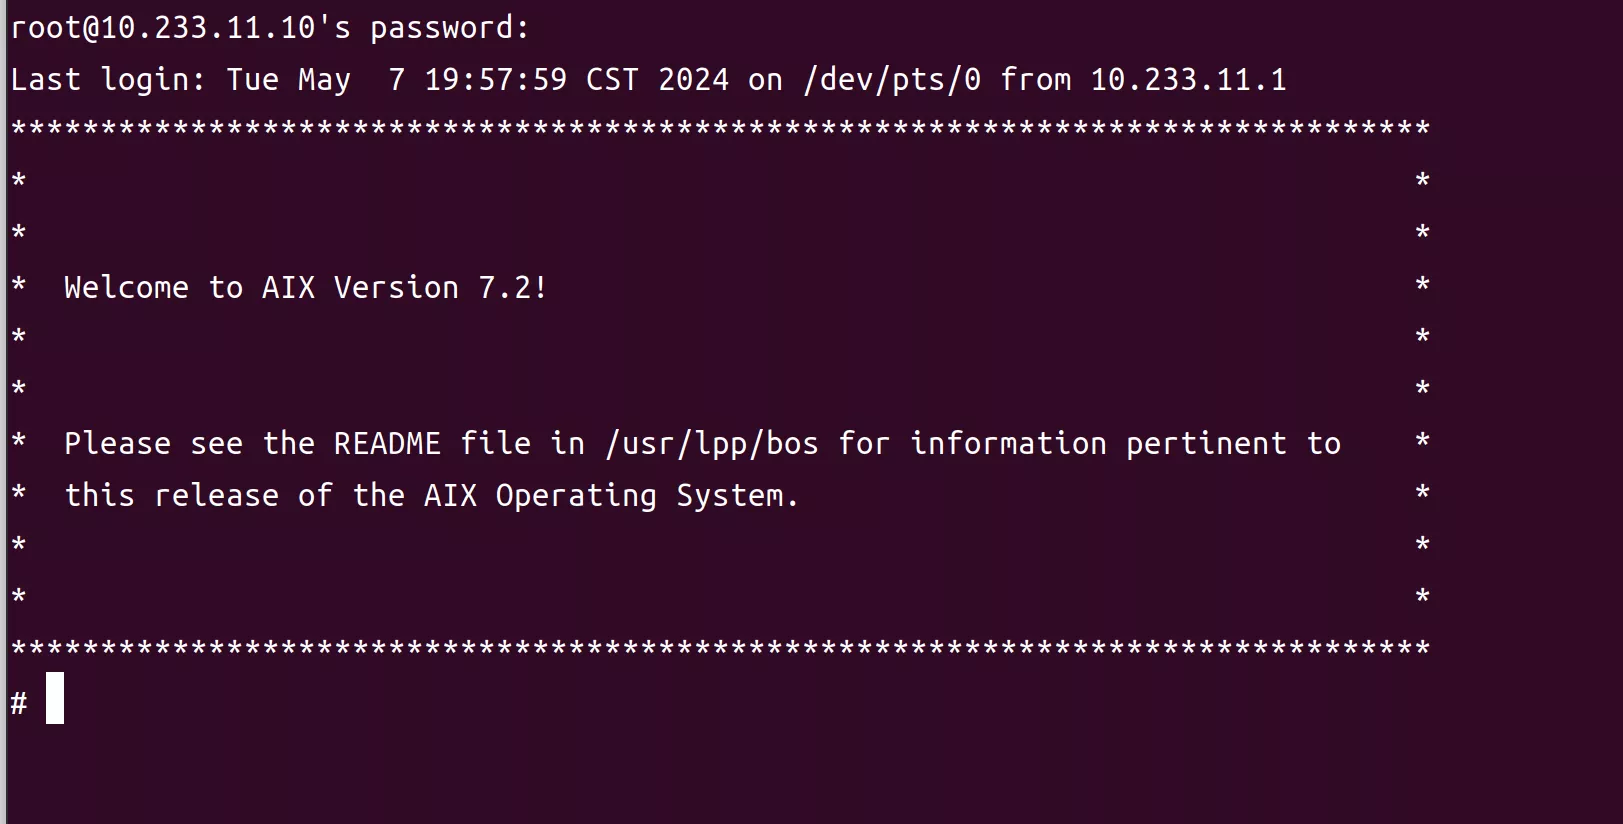 root@10.233.11.10's password:
Last login: Tue May  7 19:57:59 CST 2024 on /dev/pts/0 from 10.233.11.1
*******************************************************************************
*                                                                             *
*                                                                             *
*  Welcome to AIX Version 7.2!                                                *
*                                                                             *
*                                                                             *
*  Please see the README file in /usr/lpp/bos for information pertinent to    *
*  this release of the AIX Operating System.                                  *
*                                                                             *
*                                                                             *
*******************************************************************************
#